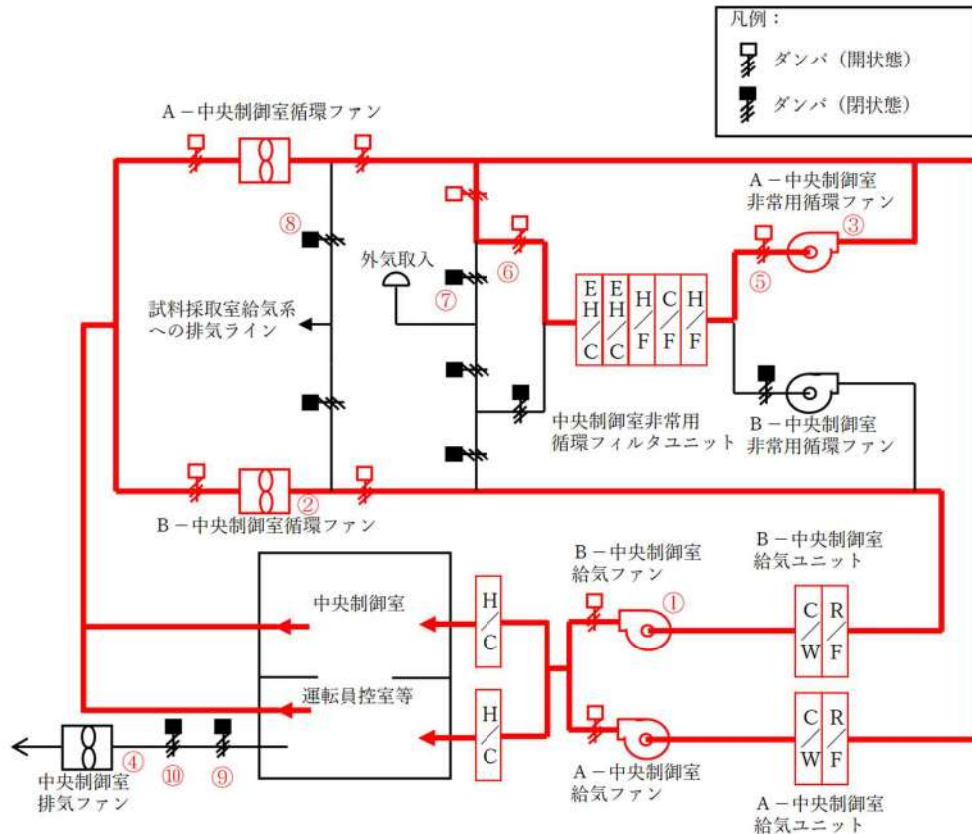 凡例：
ダンパ（開状態）
ダンパ（閉状態）
A－中央制御室循環ファン
A－中央制御室
非常用循環ファン
③
⑧
⑥
⑤
外気取入
⑦
試料採取室給気系
への排気ライン
EH/C
EH/C
H/F
C/F
H/F
中央制御室非常用
循環フィルタユニット
B－中央制御室
非常用循環ファン
②
B－中央制御室循環ファン
B－中央制御室
給気ファン
①
B－中央制御室
給気ユニット
中央制御室
H/C
C/W
R/F
運転員控室等
H/C
C/W
R/F
④
⑩
⑨
中央制御室
排気ファン
A－中央制御室
給気ファン
A－中央制御室
給気ユニット